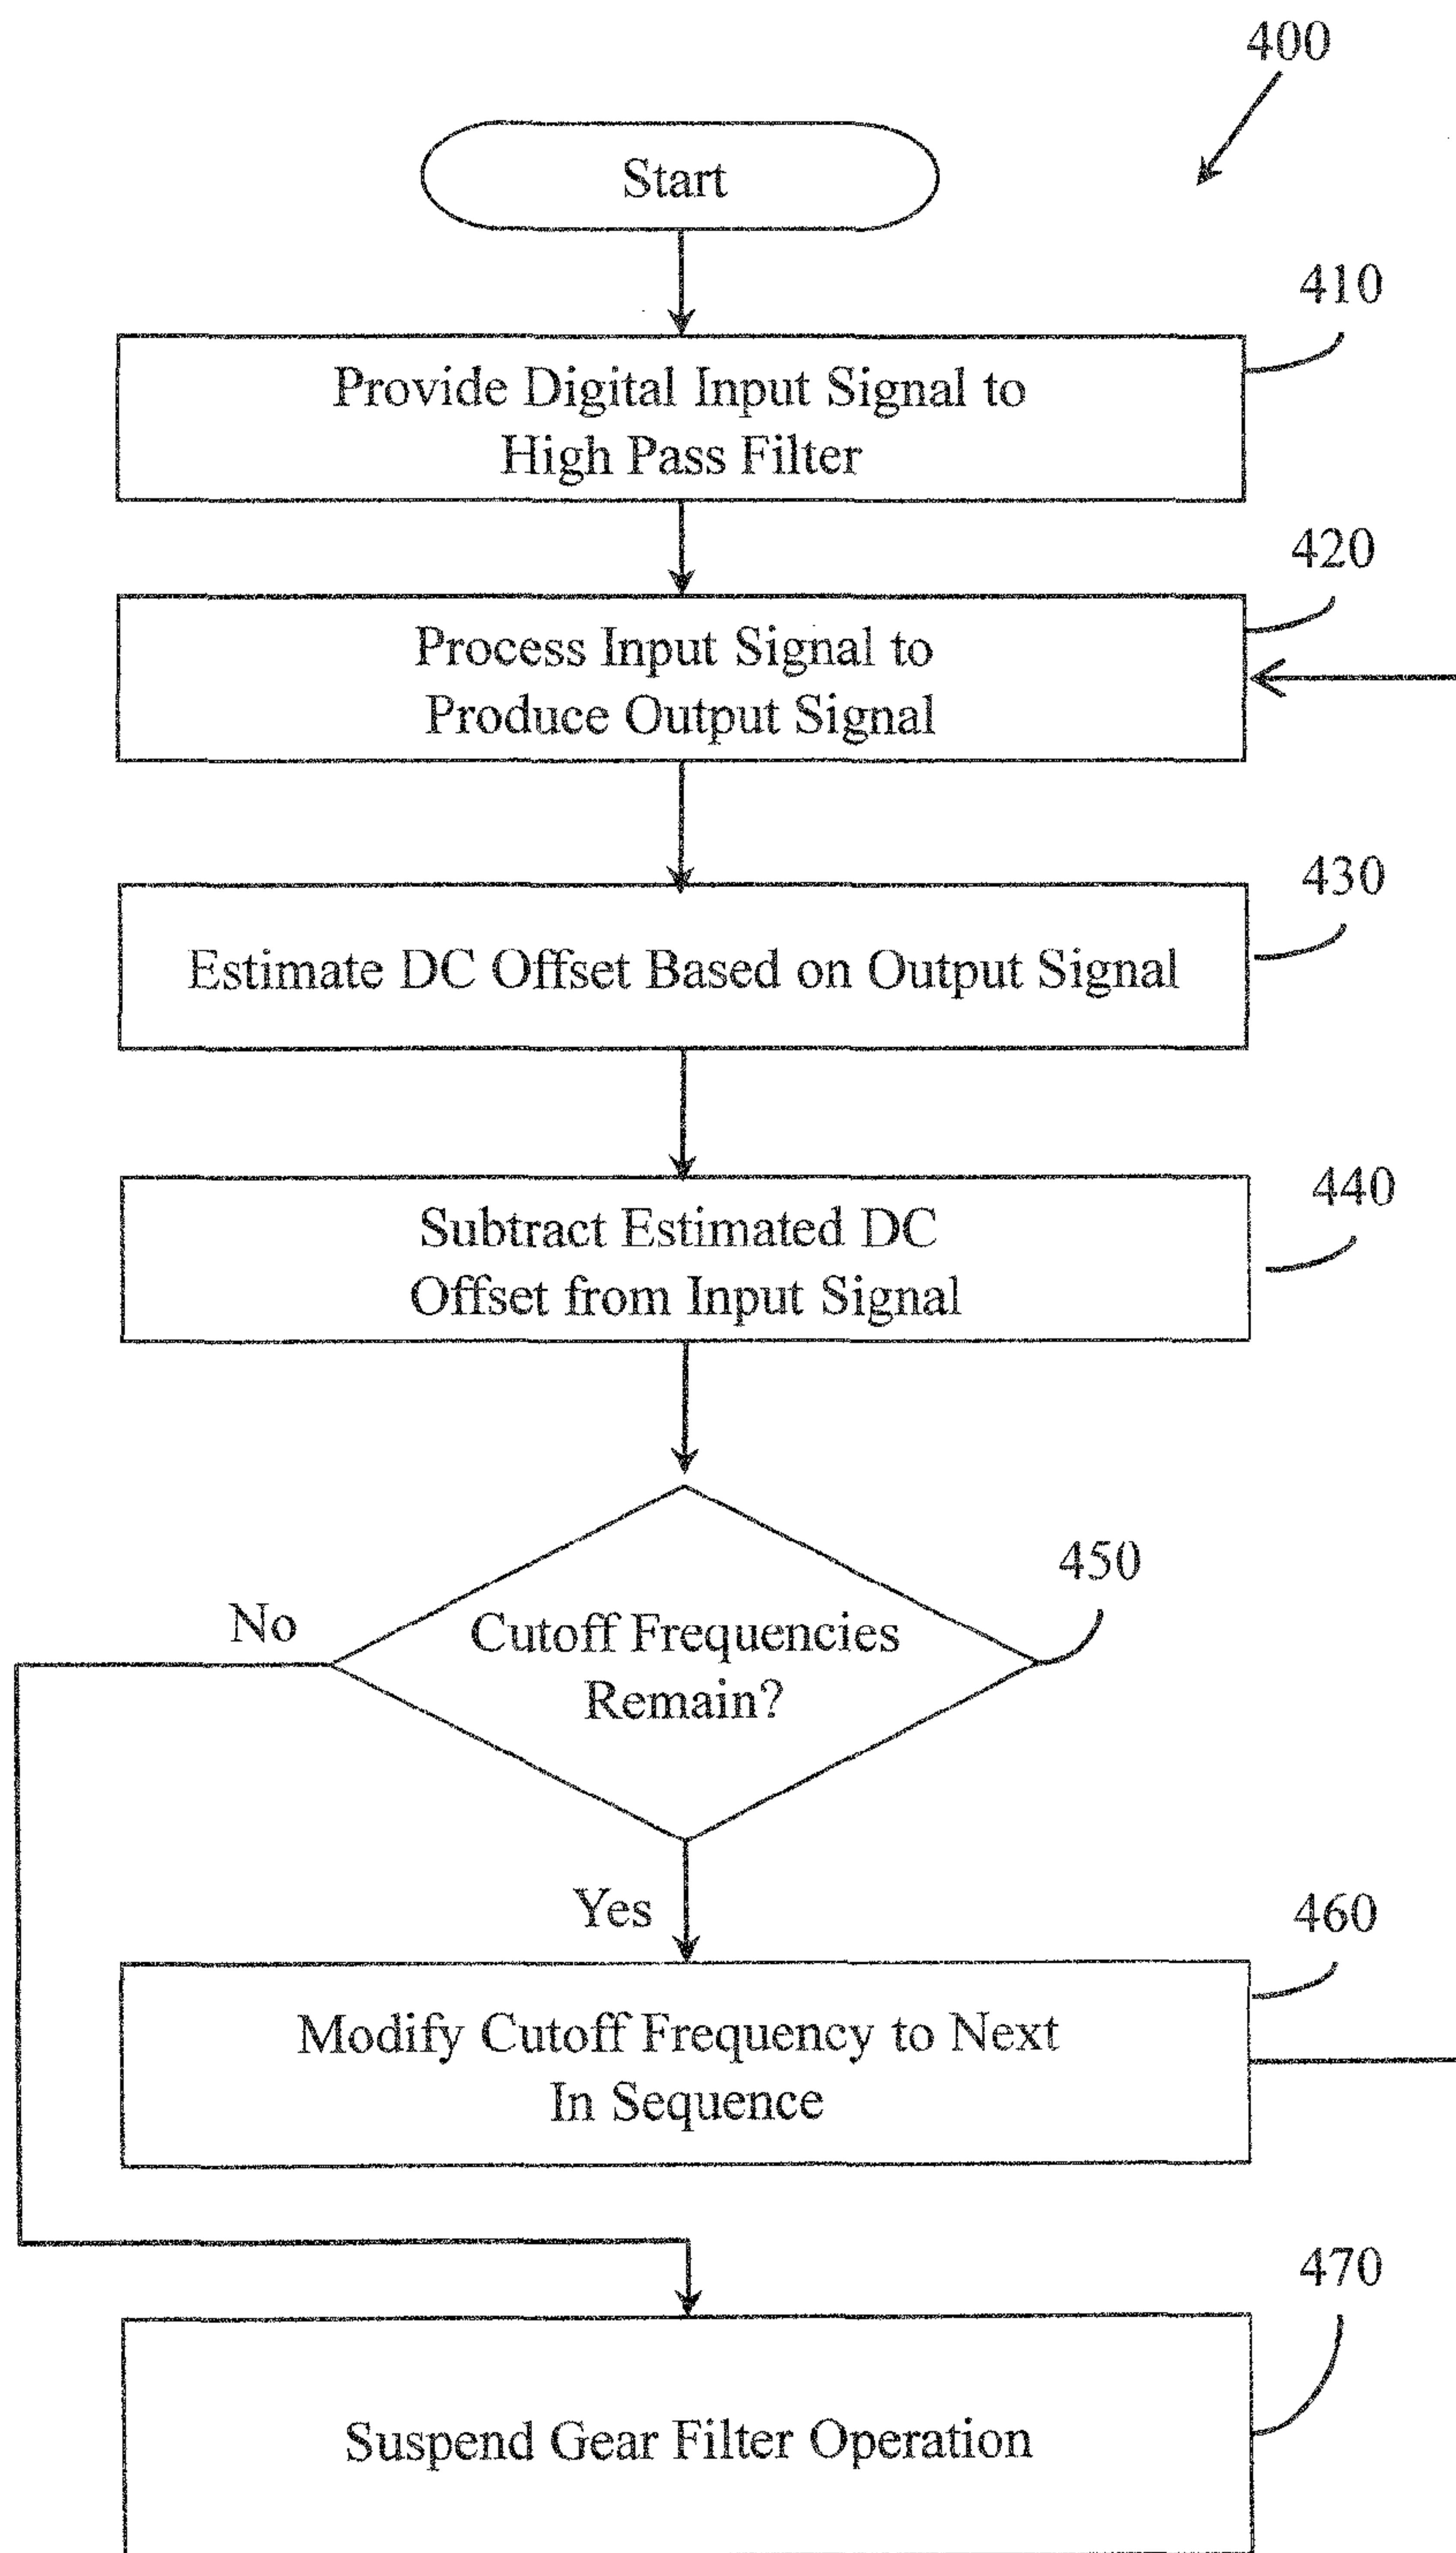 400
Start
410
Provide Digital Input Signal to
High Pass Filter
420
Process Input Signal to
Produce Output Signal
430
Estimate DC Offset Based on Output Signal
440
Subtract Estimated DC
Offset from Input Signal
450
No
Cutoff Frequencies
Remain?
Yes
460
Modify Cutoff Frequency to Next
In Sequence
470
Suspend Gear Filter Operation